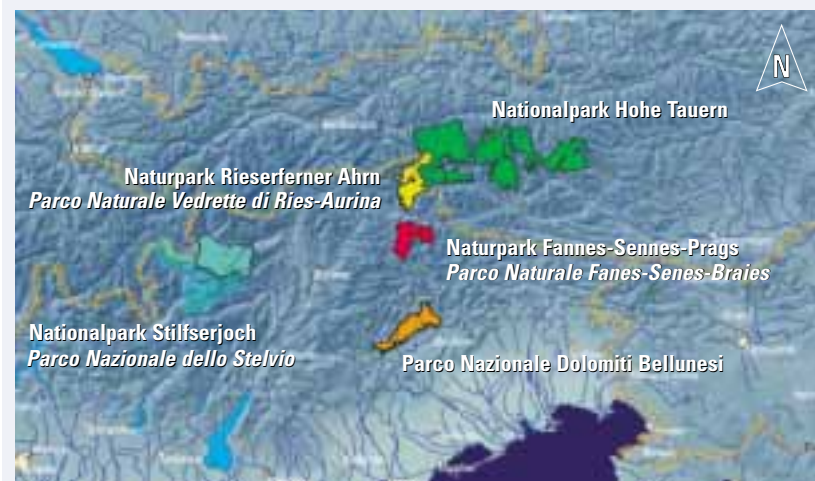 N
Nationalpark Hohe Tauern
Naturpark Rieserferner Ahrn
Parco Naturale Vedrette di Ries-Aurina
Naturpark Fannes-Sennes-Prags
Parco Naturale Fanes-Senes-Braies
Nationalpark Stilfserjoch
Parco Nazionale dello Stelvio
Parco Nazionale Dolomiti Bellunesi